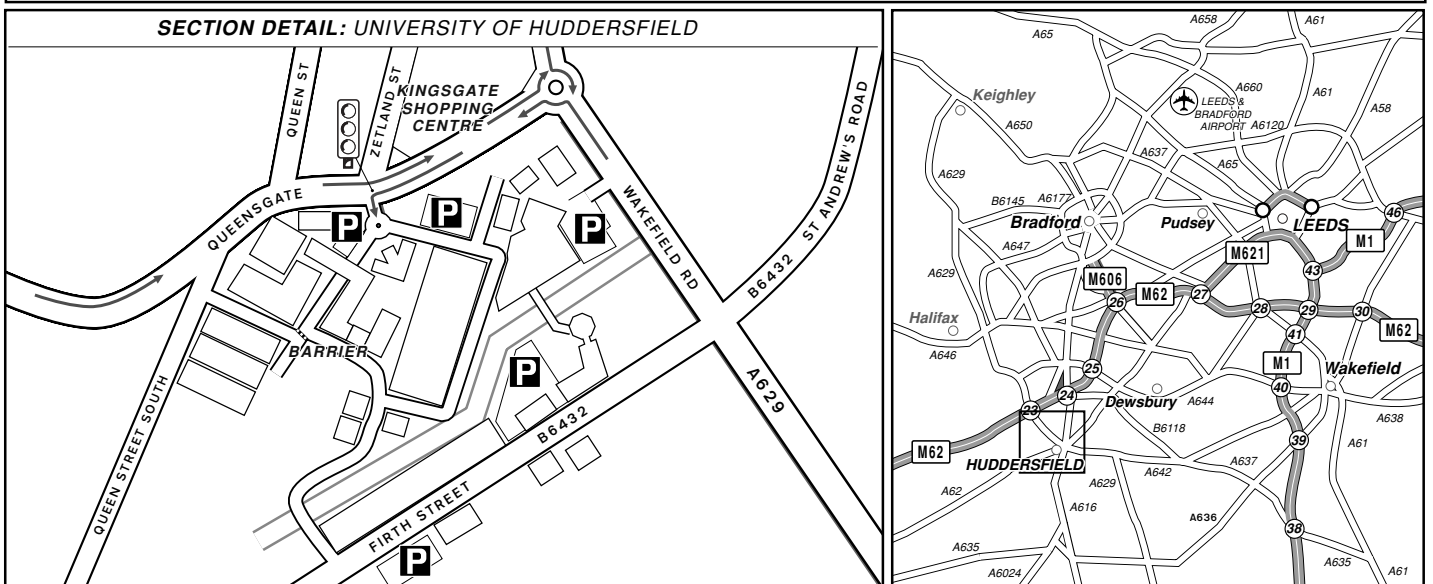 SECTION DETAIL: UNIVERSITY OF HUDDERSFIELD
QUEEN ST
ZETLAND ST
KINGSGATE
SHOPPING
CENTRE
ST ANDREW'S ROAD
B6432
QUEENSGATE
P
P
P
WAKEFIELD RD
BARRIER
P
A629
QUEEN STREET SOUTH
B6432
FIRTH STREET
P
A658
A61
A65
Keighley
A660
A61
LEEDS &
BRADFORD
AIRPORT
A58
A650
A6120
A637
A65
A629
B6145
A6177
Bradford
Pudsey
LEEDS
46
M1
A647
M621
43
A629
M606
M62
26
27
28
29
30
Halifax
M62
41
A646
M1
25
Wakefield
40
24
Dewsbury
A644
23
A638
B6118
39
A61
M62
HUDDERSFIELD
A642
A637
A62
A629
A616
A636
38
A635
A6024
A635
A61